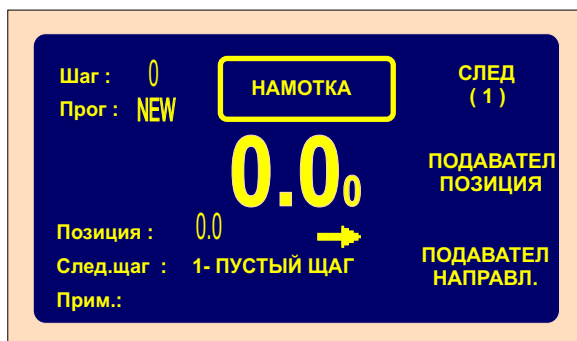 Шаг : 0
Прог : NEW
НАМОТКА
СЛЕД
( 1 )
0.00
ПОДАВАТЕЛ
ПОЗИЦИЯ
Позиция : 0.0
След.щаг : 1- ПУСТЫЙ ЩАГ
ПОДАВАТЕЛ
НАПРАВЛ.
Прим.: